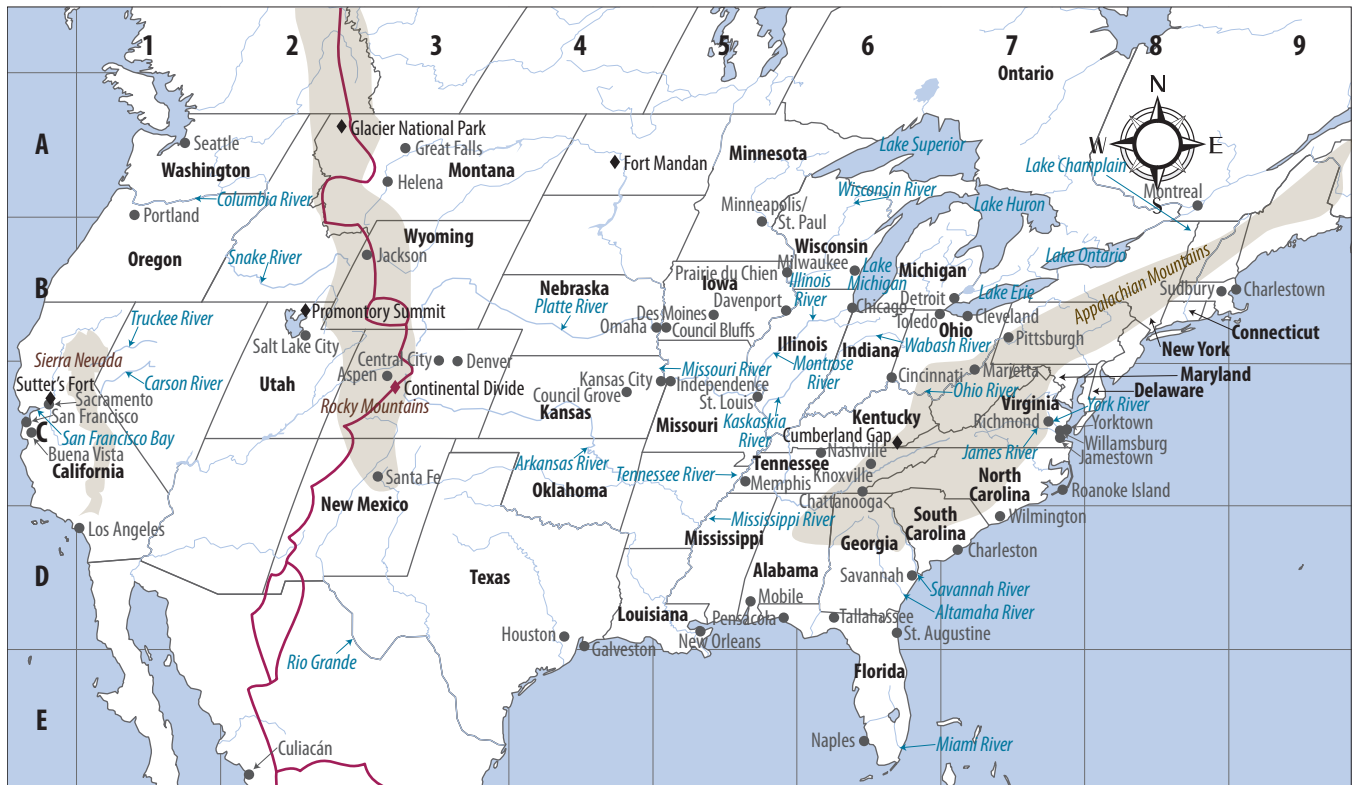 1
2
3
4
5
6
7
8
9
Ontario
N
W
E
S
A
Glacier National Park
Great Falls
Seattle
Washington
Montana
Helena
Fort Mandan
Minnesota
Lake Superior
Lake Champlain
Montreal
Columbia River
Portland
Wisconsin River
Lake Huron
Minneapolis/
St. Paul
Oregon
Wyoming
Jackson
Snake River
Wisconsin
Milwaukee
Lake
Michigan
Michigan
Lake Ontario
Appalachian Mountains
B
Prairie du Chien
Iowa
Illinois
River
Nebraska
Platte River
Davenport
Detroit
Lake Erie
Sudbury
Charlestown
Promontory Summit
Truckee River
Des Moines
Chicago
Toledo
Cleveland
Omaha
Council Bluffs
Ohio
Connecticut
Salt Lake City
Illinois
Indiana
Wabash River
Pittsburgh
New York
Sierra Nevada
Central City
Denver
Montrose
River
Carson River
Utah
Aspen
Missouri River
Marietta
Maryland
Sutter's Fort
Sacramento
Continental Divide
Kansas City
Independence
Cincinnati
Ohio River
Delaware
San Francisco
Rocky Mountains
Council Grove
Kansas
St. Louis
Kaskaskia
River
Kentucky
Virginia
York River
Richmond
Yorktown
C
San Francisco Bay
Missouri
Cumberland Gap
Willamsburg
Buena Vista
California
Nashville
James River
Jamestown
Arkansas River
Tennessee River
Tennessee
Knoxville
North
Carolina
Santa Fe
Oklahoma
Memphis
Chattanooga
Roanoke Island
New Mexico
Los Angeles
Mississippi River
Mississippi
South
Carolina
Wilmington
Georgia
Charleston
D
Texas
Alabama
Savannah
Savannah River
Mobile
Altamaha River
Louisiana
Pensacola
Tallahassee
Houston
New Orleans
St. Augustine
Galveston
Rio Grande
Florida
E
Culiacán
Naples
Miami River